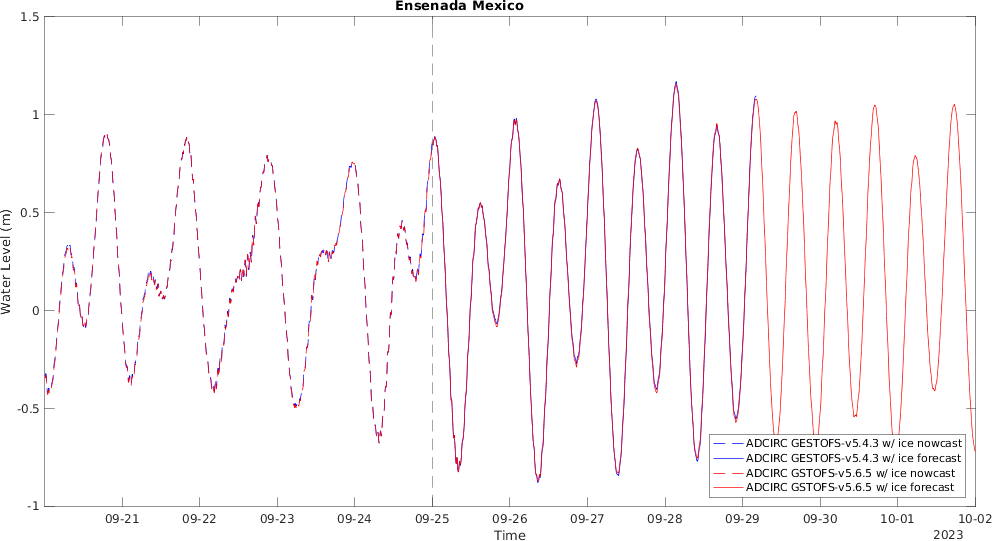 Ensenada Mexico
1.5
1
0.5
0
-0.5
-1
Water Level (m)
ADCIRC GESTOFS-v5.4.3 w/ ice nowcast
ADCIRC GESTOFS-v5.4.3 w/ ice forecast
ADCIRC GSTOFS-v5.6.5 w/ ice nowcast
ADCIRC GSTOFS-v5.6.5 w/ ice forecast
09-21 09-22 09-23 09-24 09-25 09-26 09-27 09-28 09-29 09-30 10-01 10-02
Time
2023